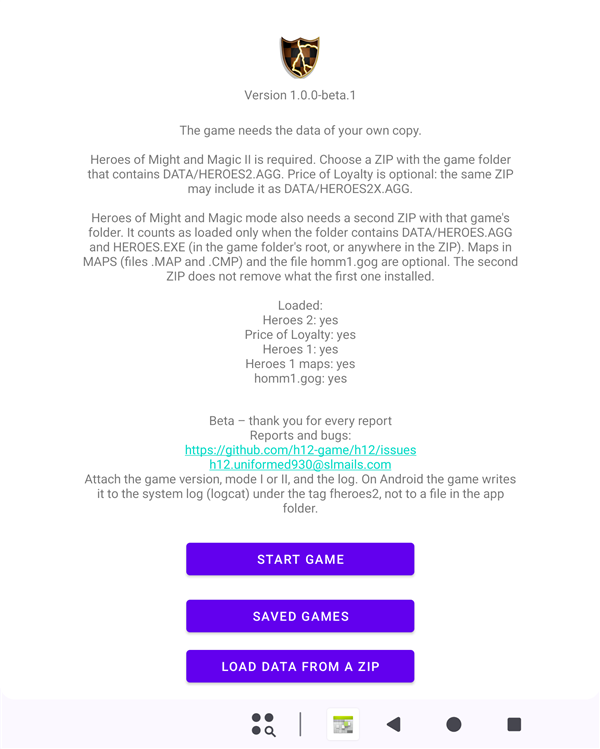 Version 1.0.0-beta.1
The game needs the data of your own copy.
Heroes of Might and Magic II is required. Choose a ZIP with the game folder
that contains DATA/HEROES2.AGG. Price of Loyalty is optional: the same ZIP
may include it as DATA/HEROES2X.AGG.
Heroes of Might and Magic mode also needs a second ZIP with that game's
folder. It counts as loaded only when the folder contains DATA/HEROES.AGG
and HEROES.EXE (in the game folder's root, or anywhere in the ZIP). Maps in
MAPS (files .MAP and .CMP) and the file homm1.gog are optional. The second
ZIP does not remove what the first one installed.
Loaded:
Heroes 2: yes
Price of Loyalty: yes
Heroes 1: yes
Heroes 1 maps: yes
homm1.gog: yes
Beta – thank you for every report
Reports and bugs:
https://github.com/h12-game/h12/issues
h12.uniformed930@slmails.com
Attach the game version, mode I or II, and the log. On Android the game writes
it to the system log (logcat) under the tag fheroes2, not to a file in the app
folder.
START GAME
SAVED GAMES
LOAD DATA FROM A ZIP